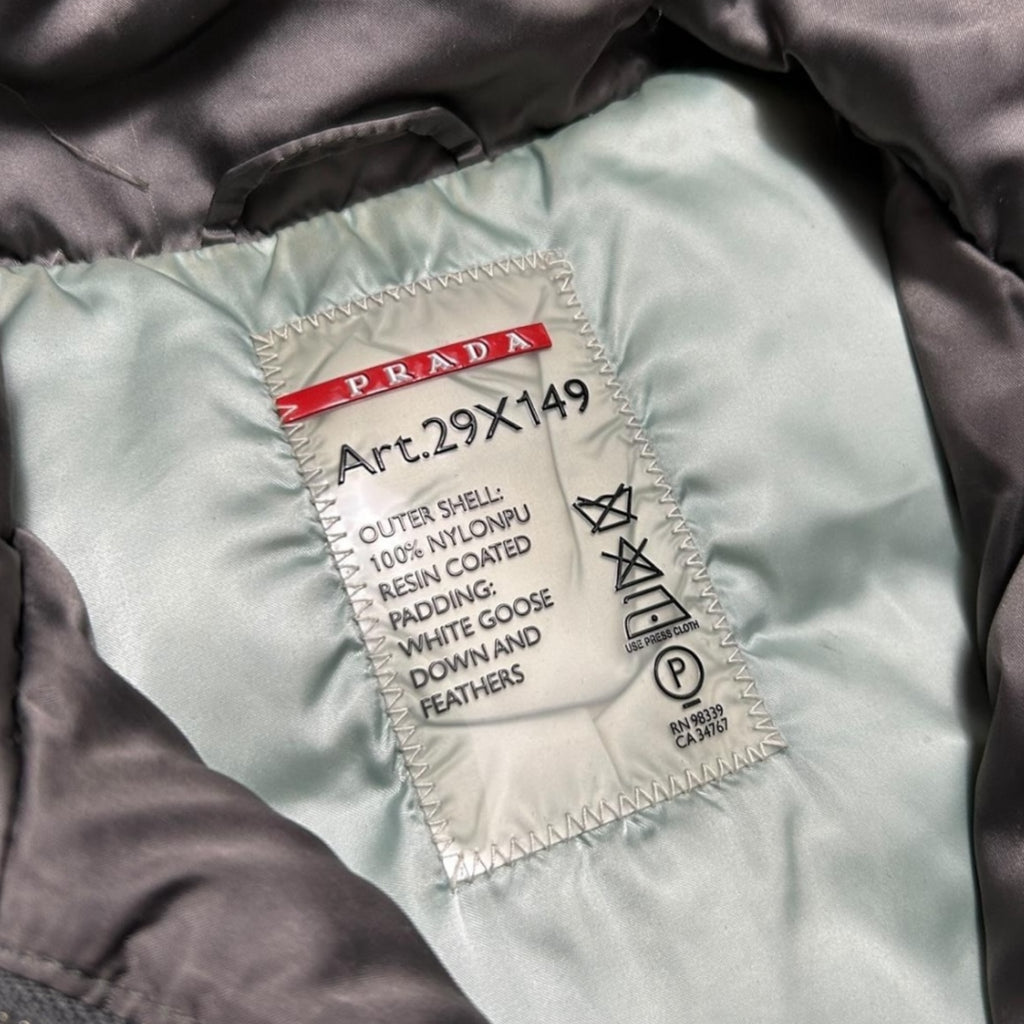 PRADA
Art.29X149
OUTER SHELL:
100% NYLONPU
RESIN COATED
PADDING:
WHITE GOOSE
DOWN AND
FEATHERS
USE PRESS CLOTH
P
RN 98339
CA 34767